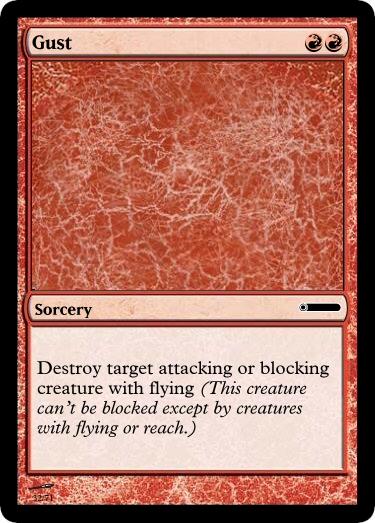 Gust
Sorcery
Destroy target attacking or blocking
creature with flying (This creature
can't be blocked except by creatures
with flying or reach.)